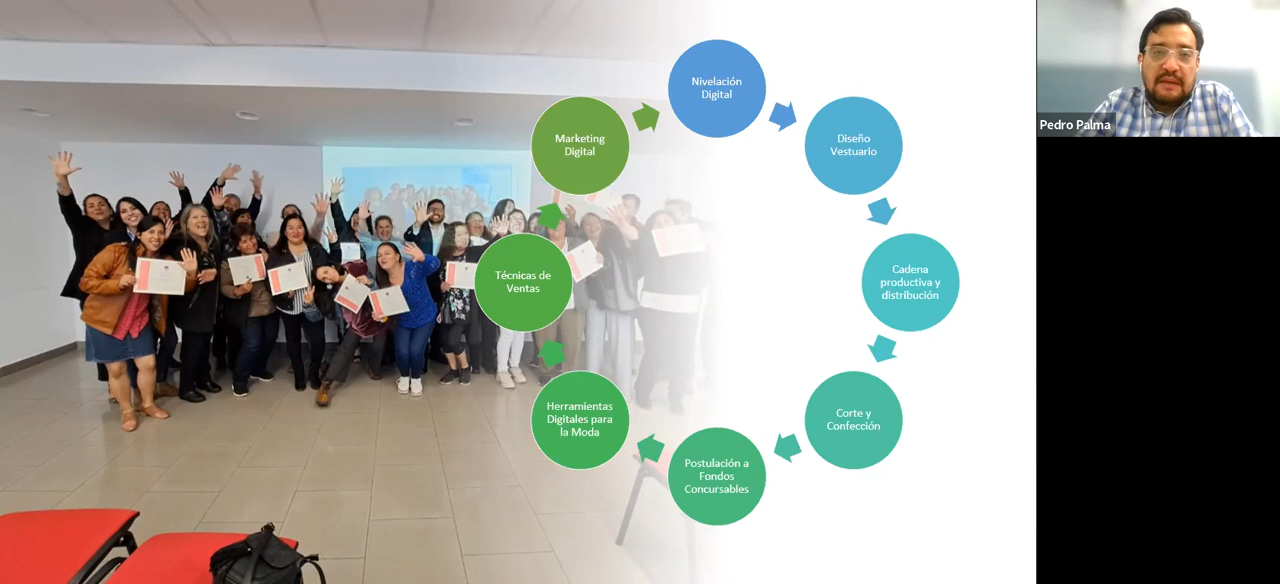 Nivelación
Digital
Diseño
Vestuario
Cadena
productiva y
distribución
Corte y
Confección
Postulación a
Fondos
Concursables
Herramientas
Digitales para
la Moda
Técnicas de
Ventas
Marketing
Digital
Pedro Palma